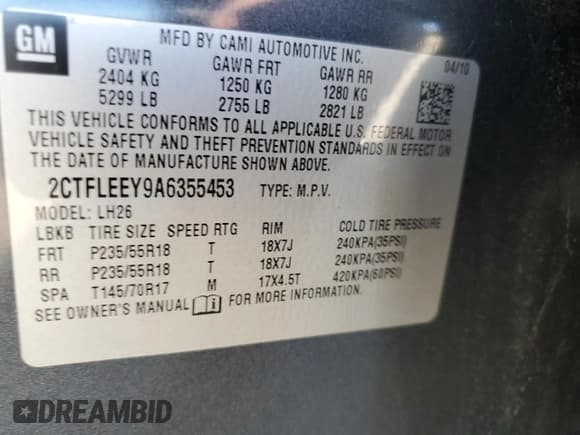 GM
MFD BY CAMI AUTOMOTIVE INC.
04/10
GVWR GAWR FRT GAWR RR
2404 KG 1250 KG 1280 KG
5299 LB 2755 LB 2821 LB
THIS VEHICLE CONFORMS TO ALL APPLICABLE U.S. FEDERAL MOTOR
VEHICLE SAFETY AND THEFT PREVENTION STANDARDS IN EFFECT ON
THE DATE OF MANUFACTURE SHOWN ABOVE.
2CTFLEEY9A6355453 TYPE: M.P.V.
MODEL: LH26
LBKB TIRE SIZE SPEED RTG RIM COLD TIRE PRESSURE
FRT P235/55R18 T 18X7J 240KPA(35PSI)
RR P235/55R18 T 18X7J 240KPA(35PSI)
SPA T145/70R17 M 17X4.5T 420KPA(60PSI)
SEE OWNER'S MANUAL FOR MORE INFORMATION.
DREAMBID